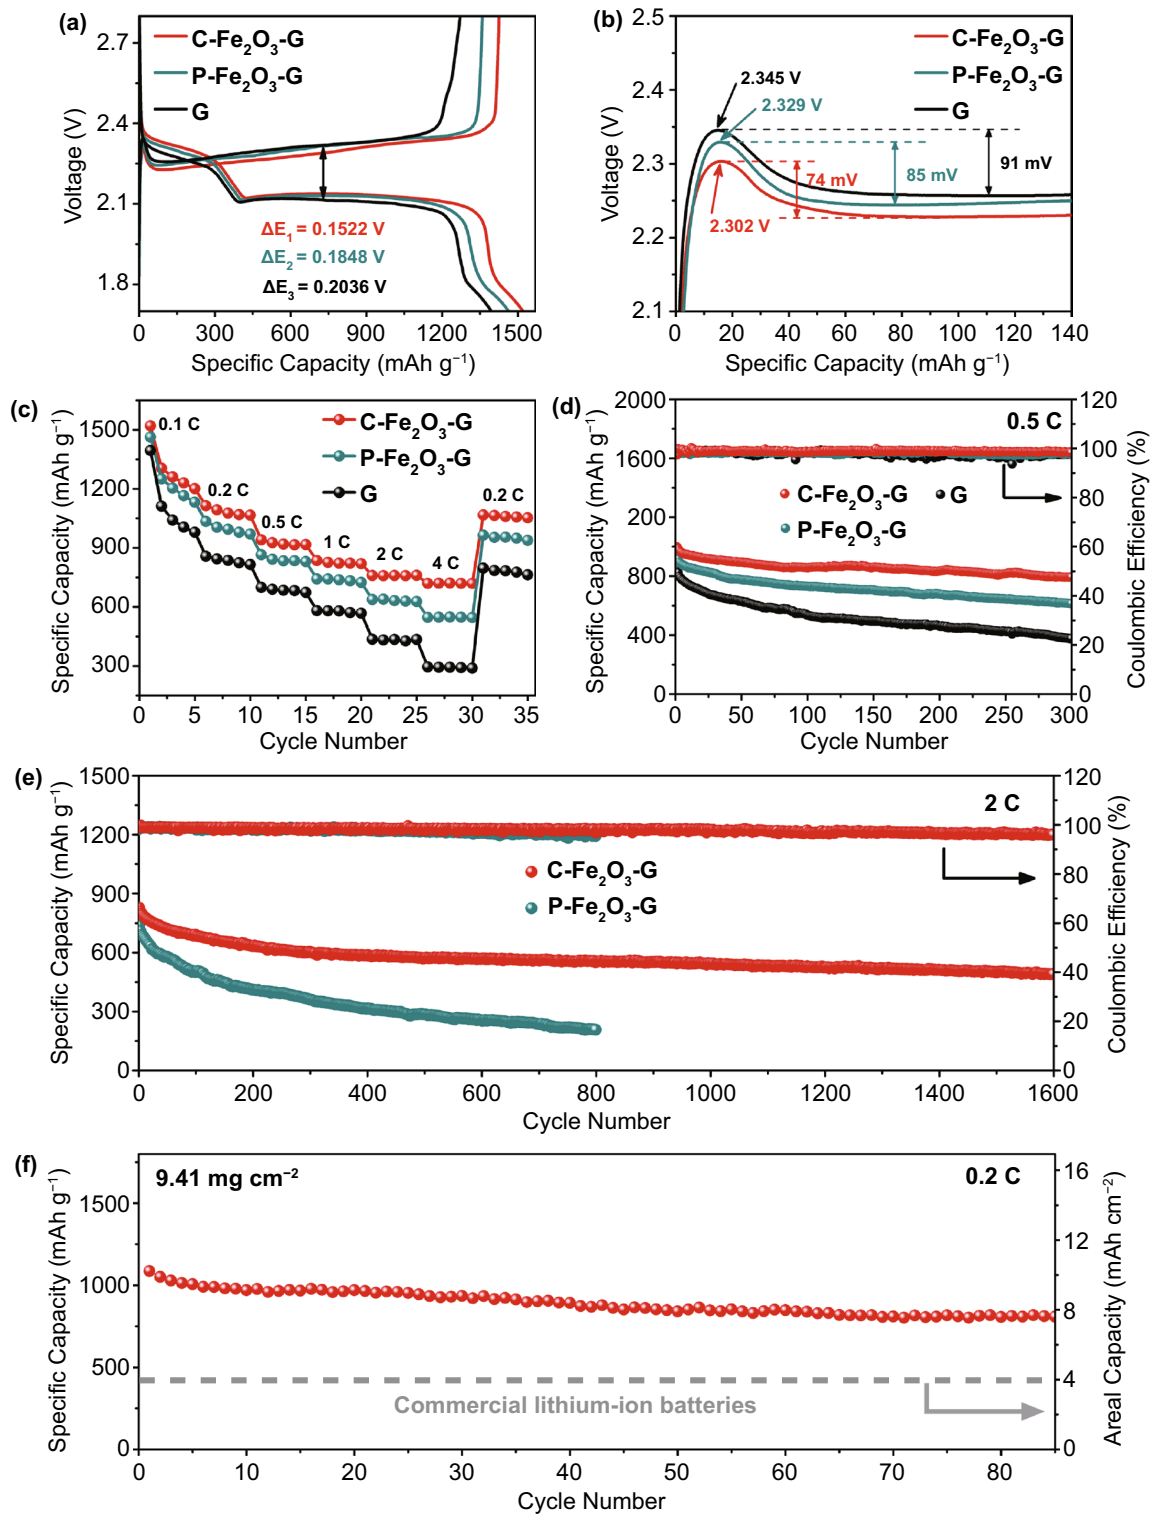 (a)
C-Fe₂O₃-G
P-Fe₂O₃-G
G
2.7
2.4
2.1
1.8
Voltage (V)
ΔE₁ = 0.1522 V
ΔE₂ = 0.1848 V
ΔE₃ = 0.2036 V
0 300 600 900 1200 1500
Specific Capacity (mAh g⁻¹)
(b)
C-Fe₂O₃-G
P-Fe₂O₃-G
G
2.5
2.4
2.3
2.2
2.1
Voltage (V)
2.345 V
2.329 V
2.302 V
74 mV
85 mV
91 mV
0 20 40 60 80 100 120 140
Specific Capacity (mAh g⁻¹)
(c)
C-Fe₂O₃-G
P-Fe₂O₃-G
G
1500
1200
900
600
300
Specific Capacity (mAh g⁻¹)
0.1 C
0.2 C
0.5 C
1 C
2 C
4 C
0.2 C
0 5 10 15 20 25 30 35
Cycle Number
(d)
0.5 C
2000
1600
200
800
400
0
Specific Capacity (mAh g⁻¹)
C-Fe₂O₃-G G
P-Fe₂O₃-G
120
100
80
60
40
20
0
Coulombic Efficiency (%)
0 50 100 150 200 250 300
Cycle Number
(e)
2 C
1500
1200
900
600
300
0
Specific Capacity (mAh g⁻¹)
C-Fe₂O₃-G
P-Fe₂O₃-G
120
100
80
60
40
20
0
Coulombic Efficiency (%)
0 200 400 600 800 1000 1200 1400 1600
Cycle Number
(f)
9.41 mg cm⁻² 0.2 C
1500
1000
500
0
Specific Capacity (mAh g⁻¹)
Commercial lithium-ion batteries
16
12
8
4
0
Areal Capacity (mAh cm⁻²)
0 10 20 30 40 50 60 70 80
Cycle Number